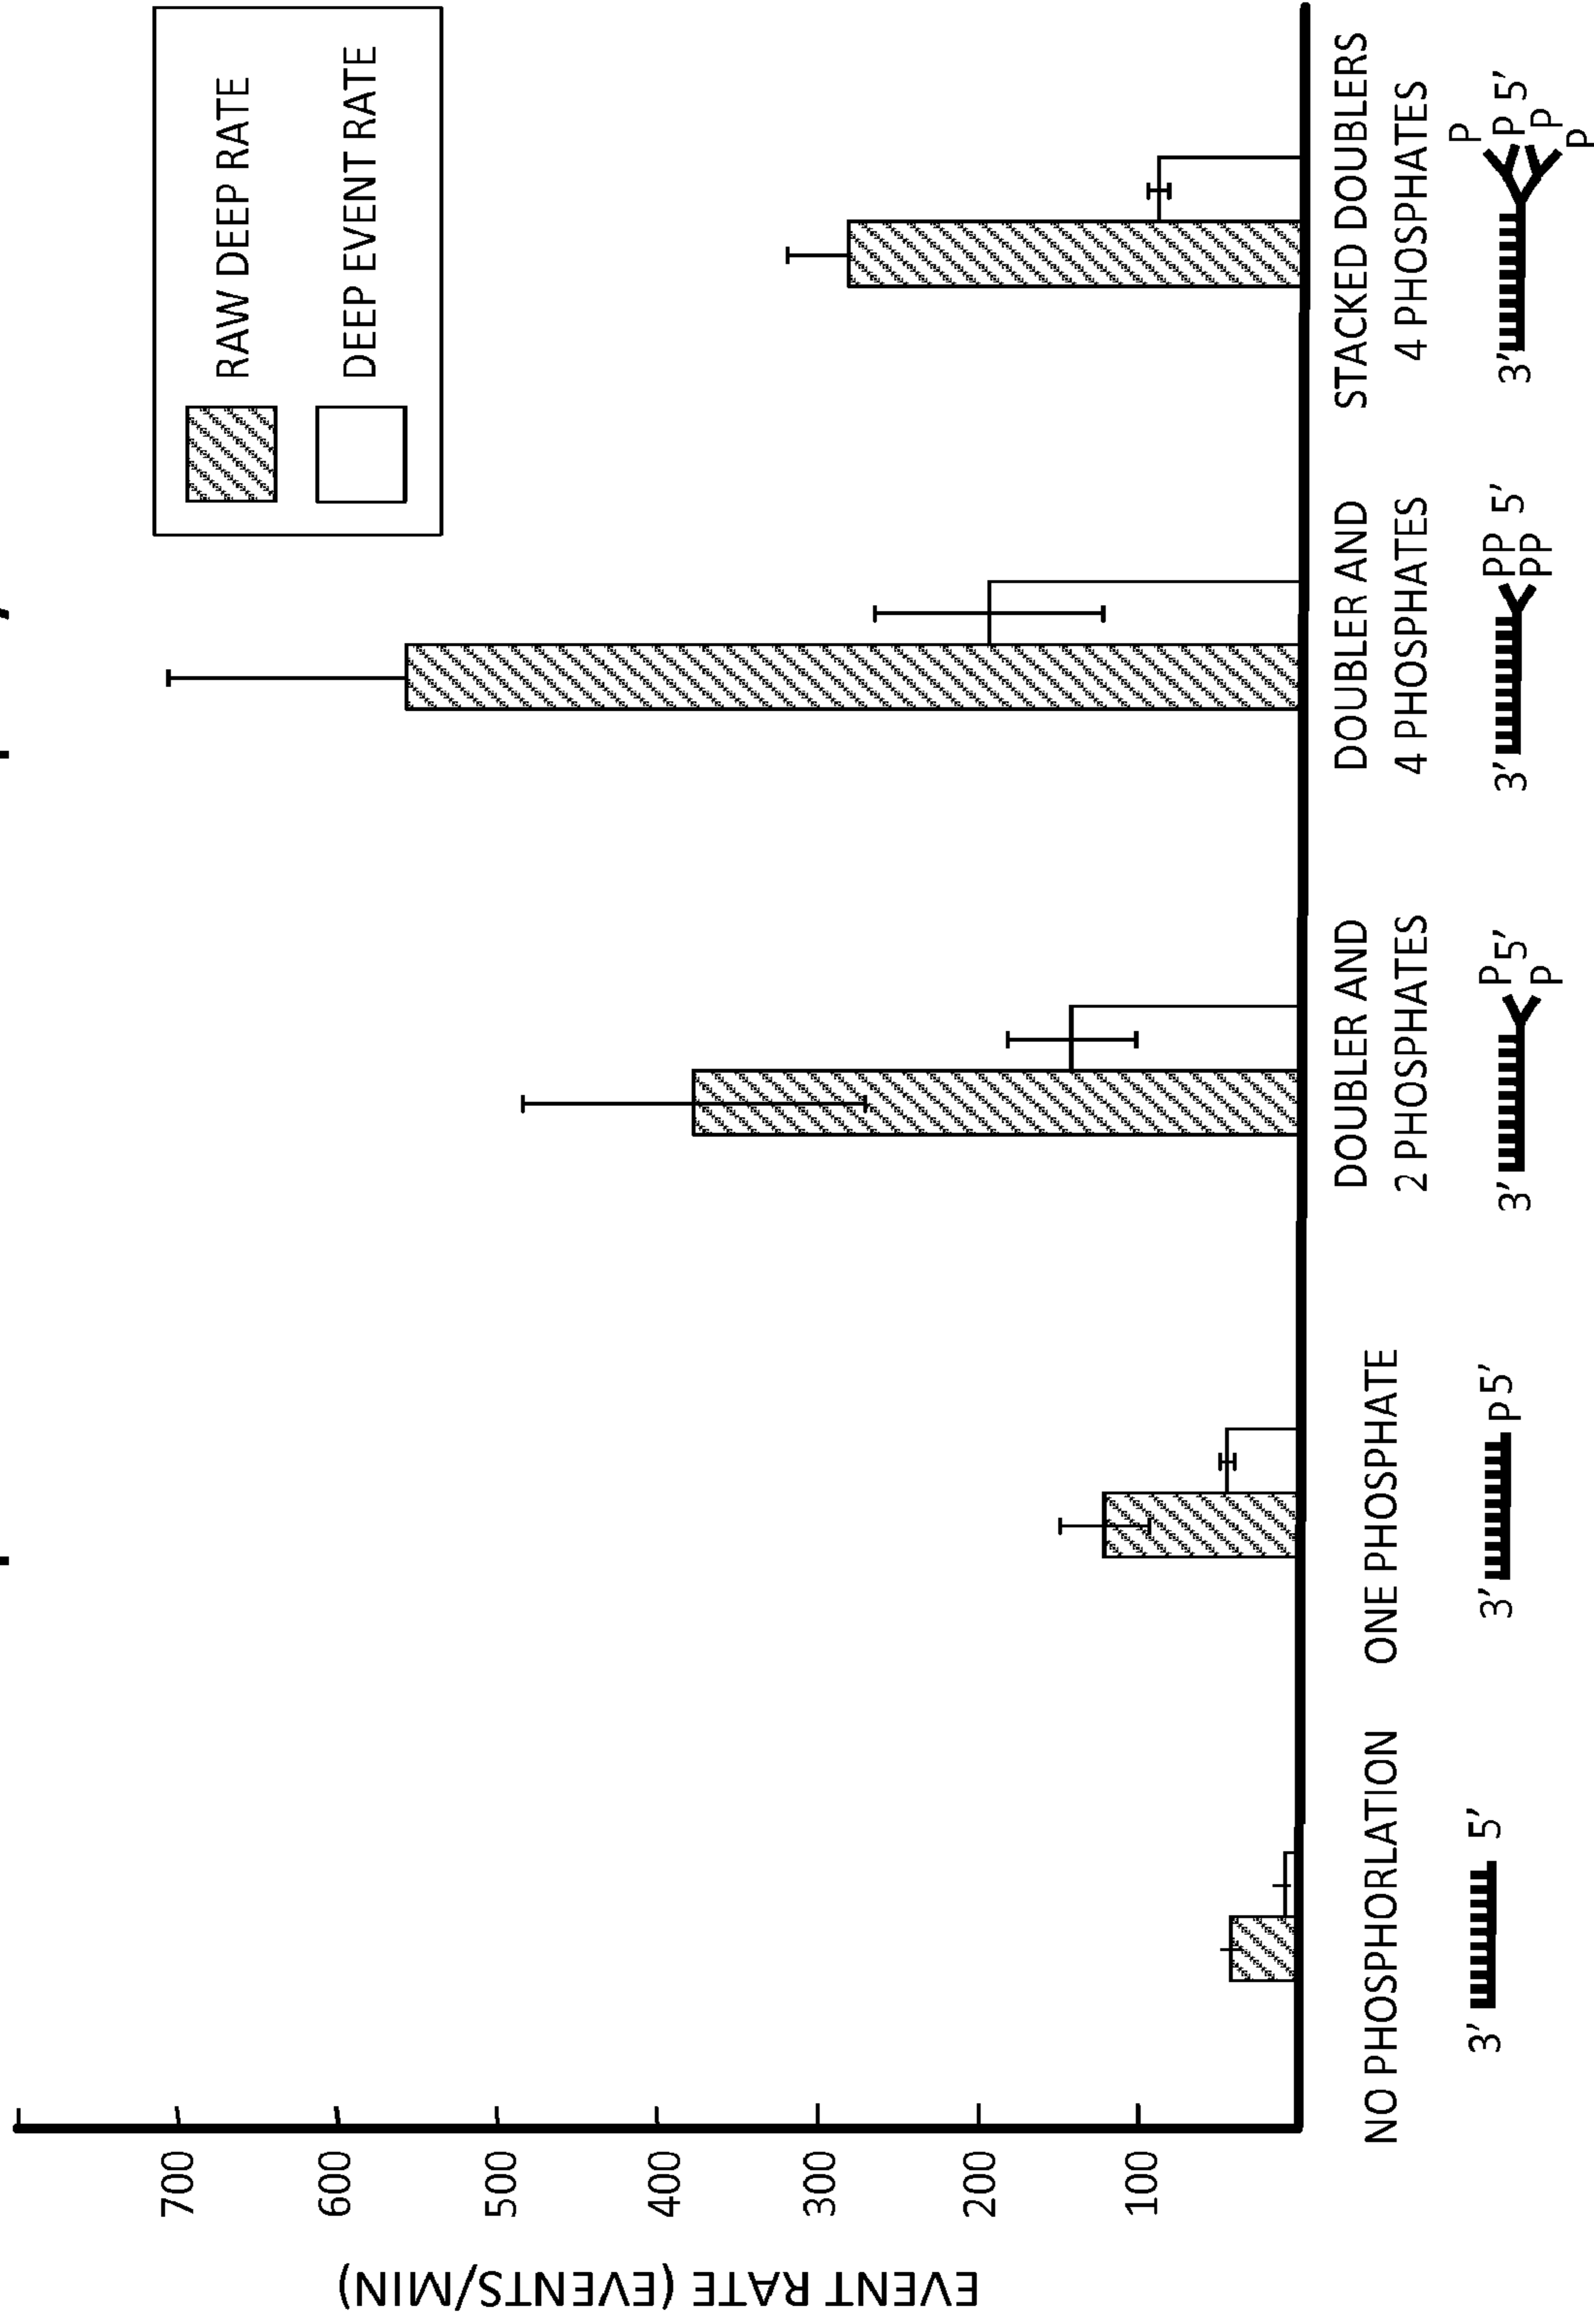 RAW DEEP RATE
DEEP EVENT RATE
EVENT RATE (EVENTS/MIN)
700
600
500
400
300
200
100
NO PHOSPHORLATION
3’ 5’
ONE PHOSPHATE
3’ P 5’
DOUBLER AND
2 PHOSPHATES
3’ P 5’
P
DOUBLER AND
4 PHOSPHATES
3’ PP 5’
PP
STACKED DOUBLERS
4 PHOSPHATES
P
3’ P 5’
P
P